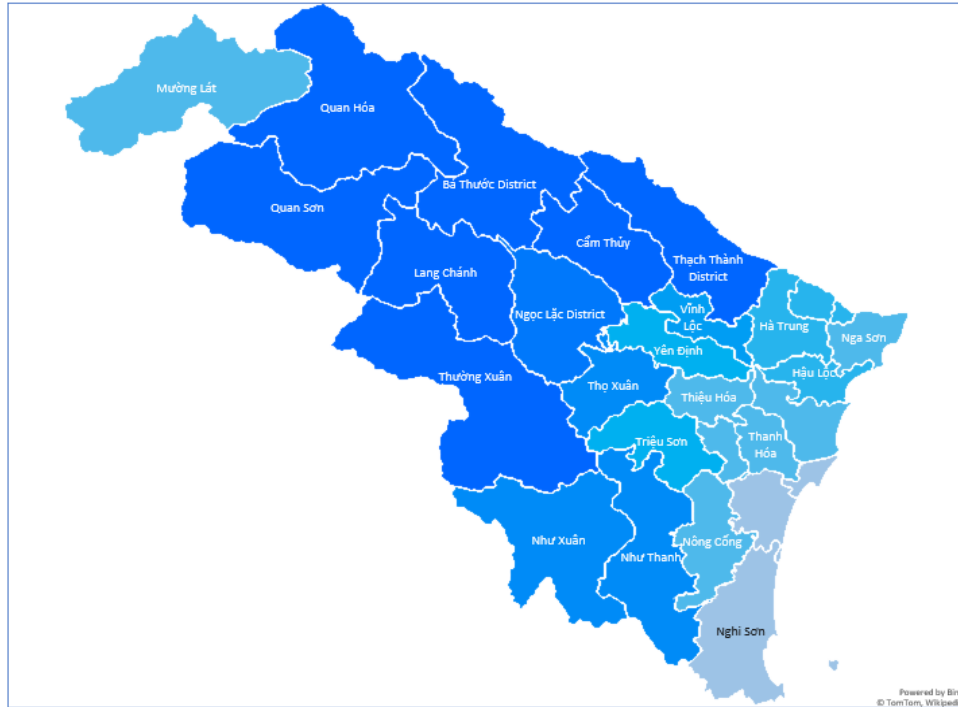 Mường Lát
Quan Hóa
Bá Thước District
Quan Sơn
Cẩm Thủy
Thạch Thành
District
Lang Chánh
Ngọc Lặc District
Vĩnh
Lộc
Hà Trung
Nga Sơn
Yên Định
Hậu Lộc
Thường Xuân
Thọ Xuân
Thiệu Hóa
Triệu Sơn
Thanh
Hóa
Như Xuân
Như Thanh
Nông Cống
Nghi Sơn
Powered by Bin
© TomTom, Wikipedi